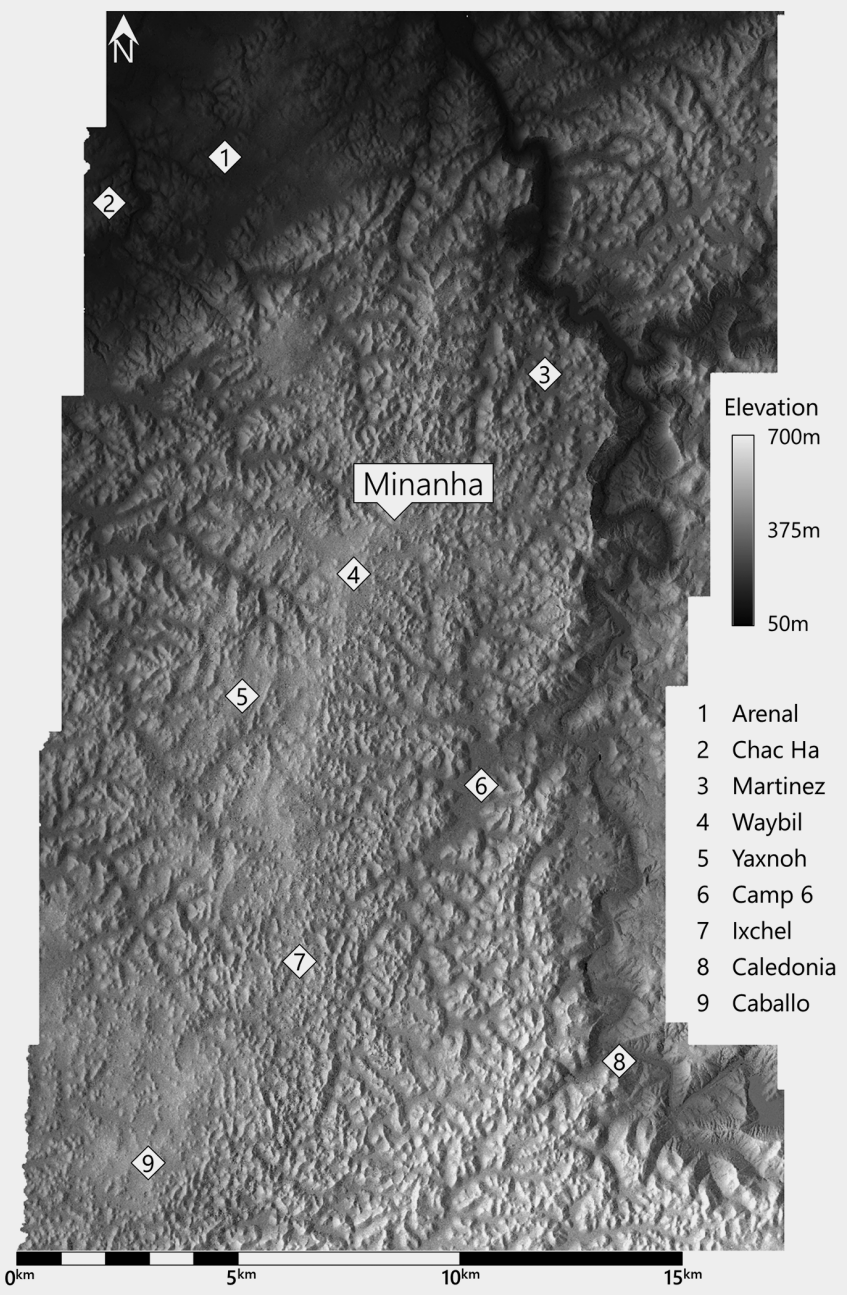 N
1
2
3
Minanha
4
5
6
7
8
9
Elevation
700m
375m
50m
1 Arenal
2 Chac Ha
3 Martinez
4 Waybil
5 Yaxnoh
6 Camp 6
7 Ixchel
8 Caledonia
9 Caballo
0km 5km 10km 15km